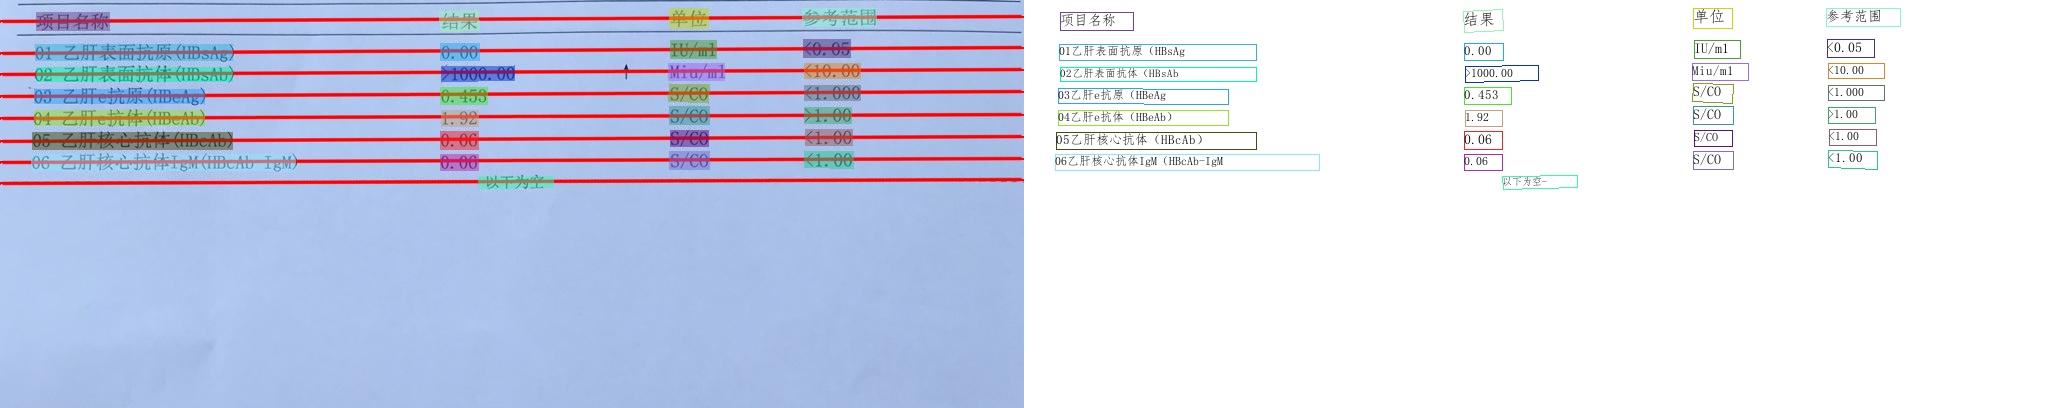 项目名称 结果 单位 参考范围
01 乙肝表面抗原(HBsAg) 0.00 IU/ml <0.05
02 乙肝表面抗体(HBsAb) >1000.00 ↑ Miu/ml <10.00
03 乙肝e抗原(HBeAg) 0.453 S/CO <1.000
04 乙肝e抗体(HBeAb) 1.92 S/CO >1.00
05 乙肝核心抗体(HBcAb) 0.06 S/CO <1.00
06 乙肝核心抗体IgM(HBcAb-IgM) 0.06 S/CO <1.00
以下为空
项目名称 结果 单位 参考范围
01乙肝表面抗原（HBsAg 0.00 IU/m1 <0.05
02乙肝表面抗体（HBsAb >1000.00 Miu/m1 <10.00
03乙肝e抗原（HBeAg 0.453 S/CO <1.000
04乙肝e抗体（HBeAb） 1.92 S/CO >1.00
05乙肝核心抗体（HBcAb） 0.06 S/CO <1.00
06乙肝核心抗体IgM（HBcAb-IgM 0.06 S/CO <1.00
以下为空-